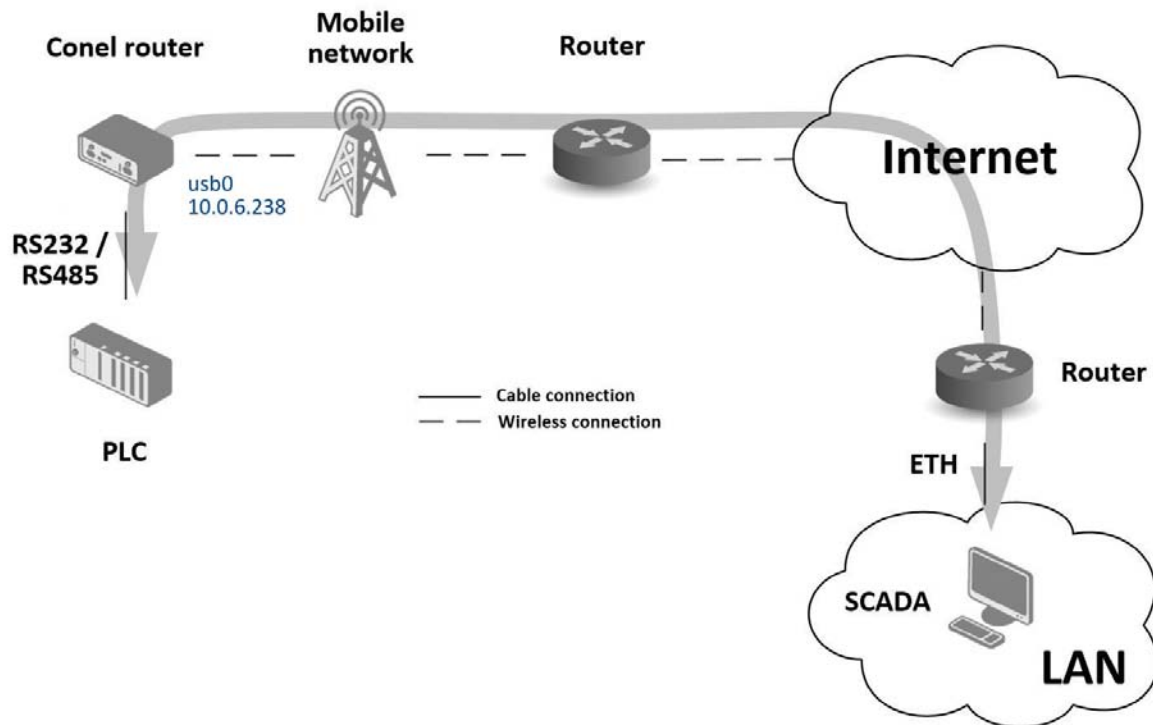 Conel router
Mobile
network
Router
Internet
usb0
10.0.6.238
RS232 /
RS485
PLC
Cable connection
Wireless connection
Router
ETH
SCADA
LAN